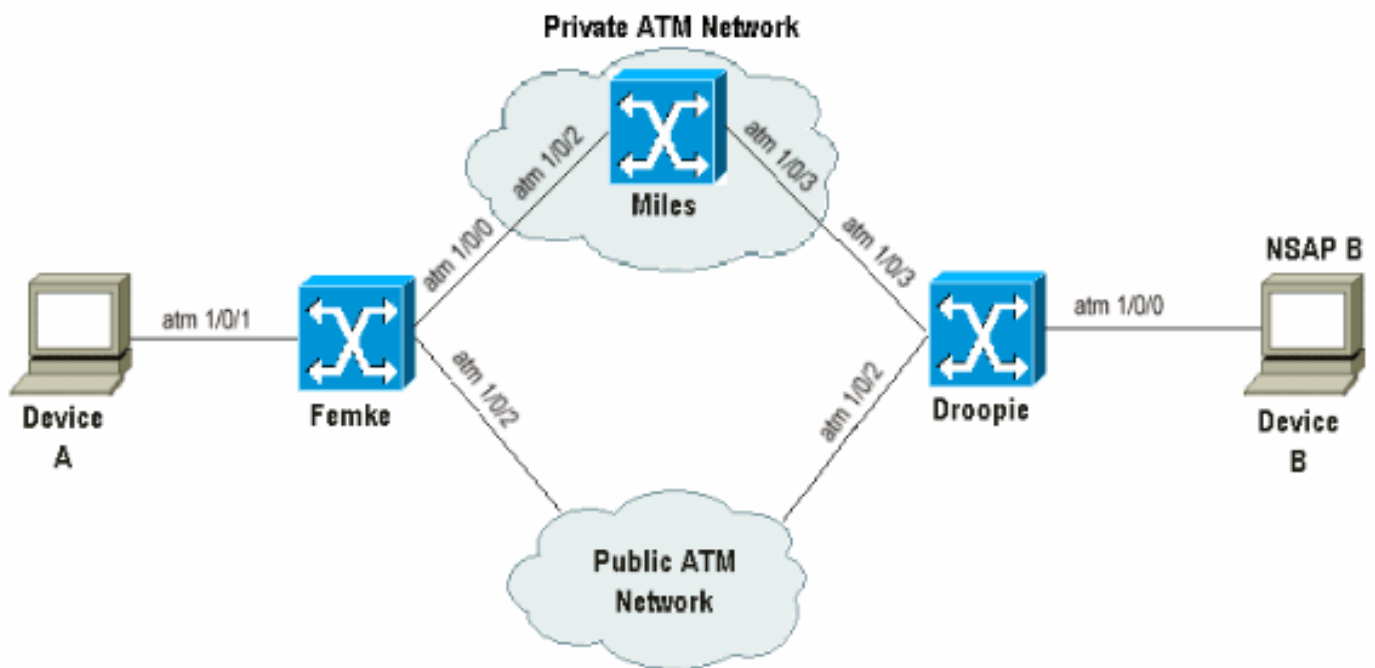 Private ATM Network
atm 1/0/2
Miles
atm 1/0/3
atm 1/0/0
atm 1/0/3
NSAP B
atm 1/0/1
atm 1/0/0
Device
A
Femke
atm 1/0/2
atm 1/0/2
Droopie
Device
B
Public ATM
Network